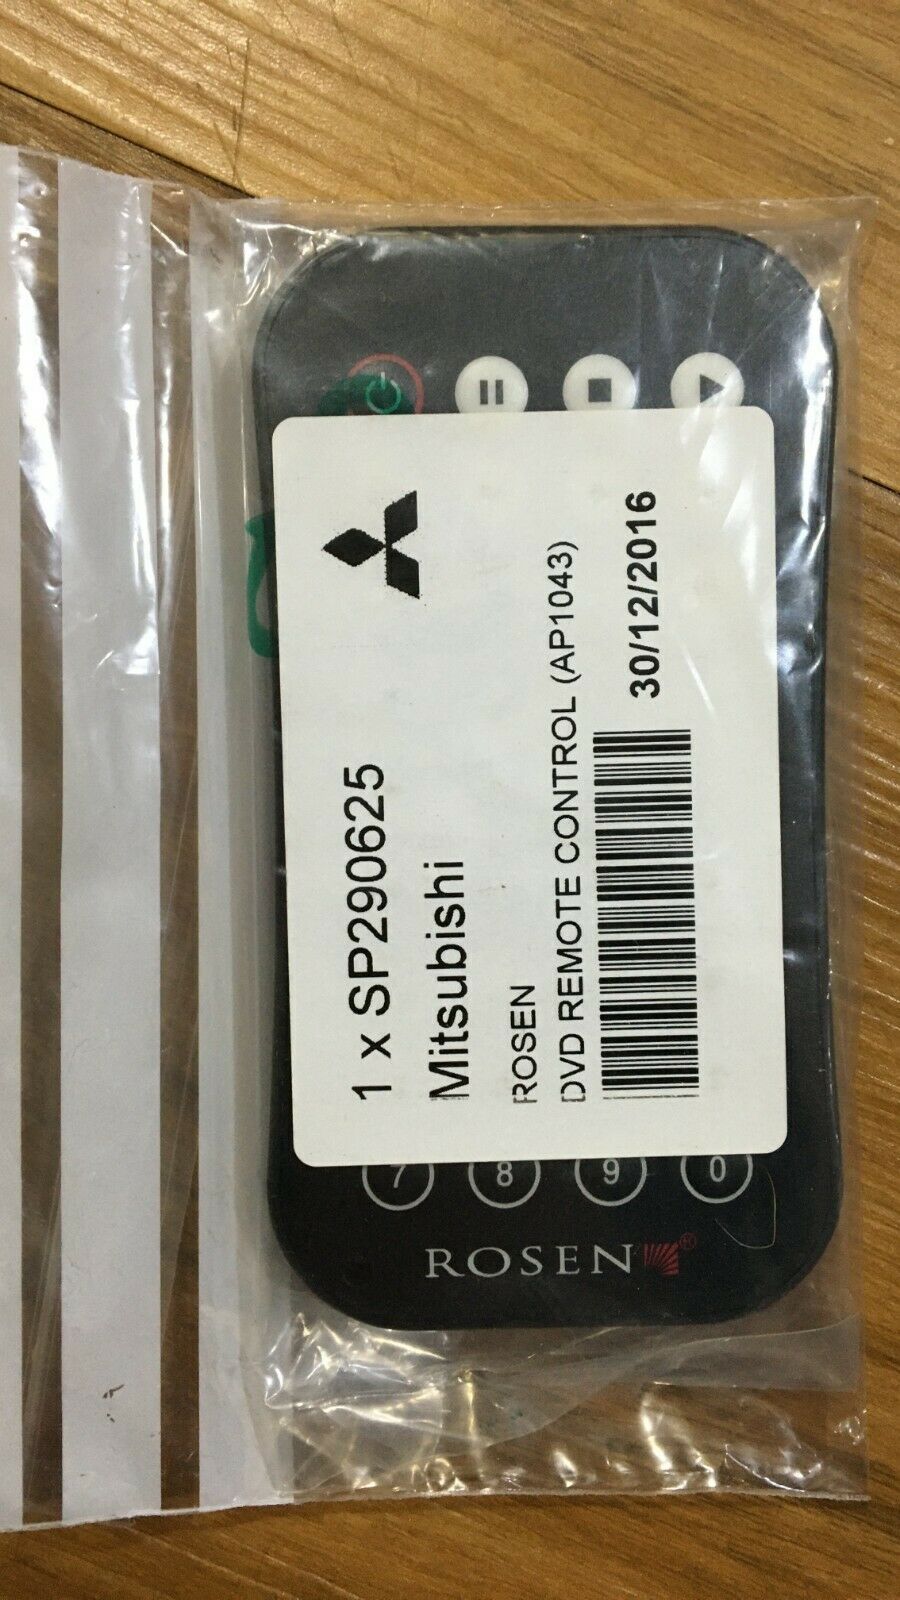 1 x SP290625
Mitsubishi
ROSEN
DVD REMOTE CONTROL (AP1043)
30/12/2016
7 8 9 0
ROSEN®